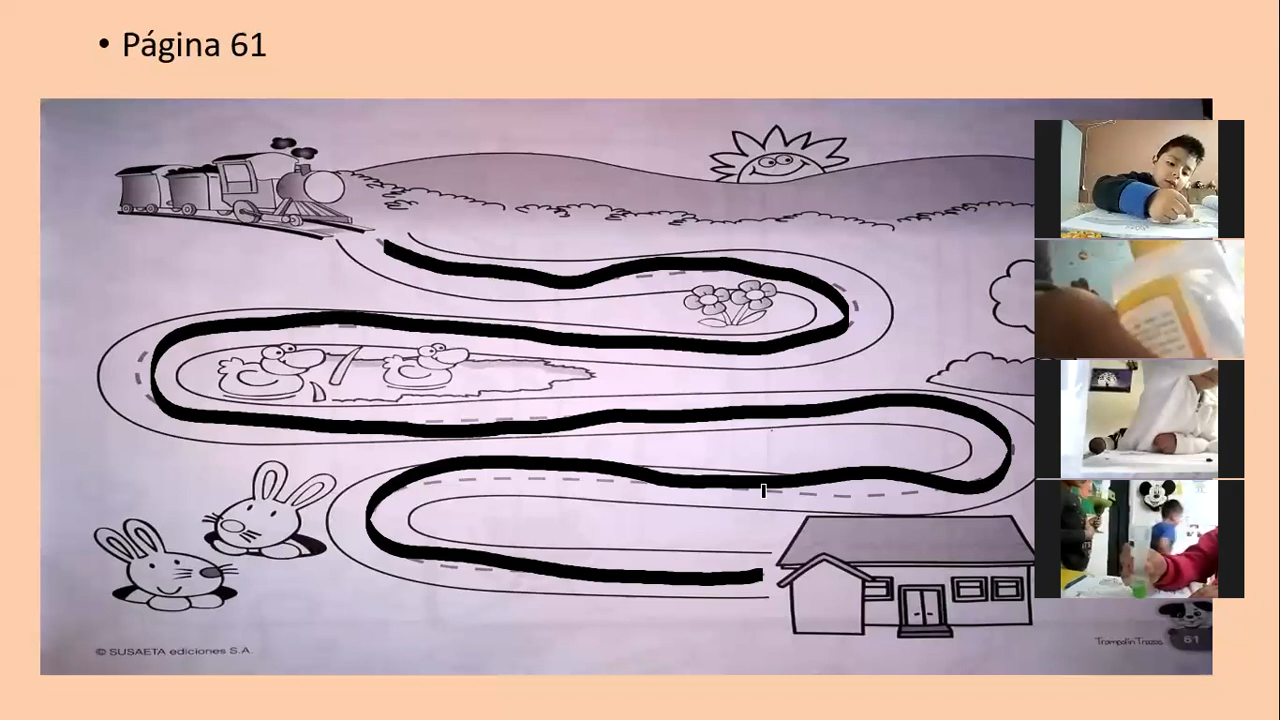 • Página 61
© SUSAETA ediciones S.A.
Trampolín Trazos 61